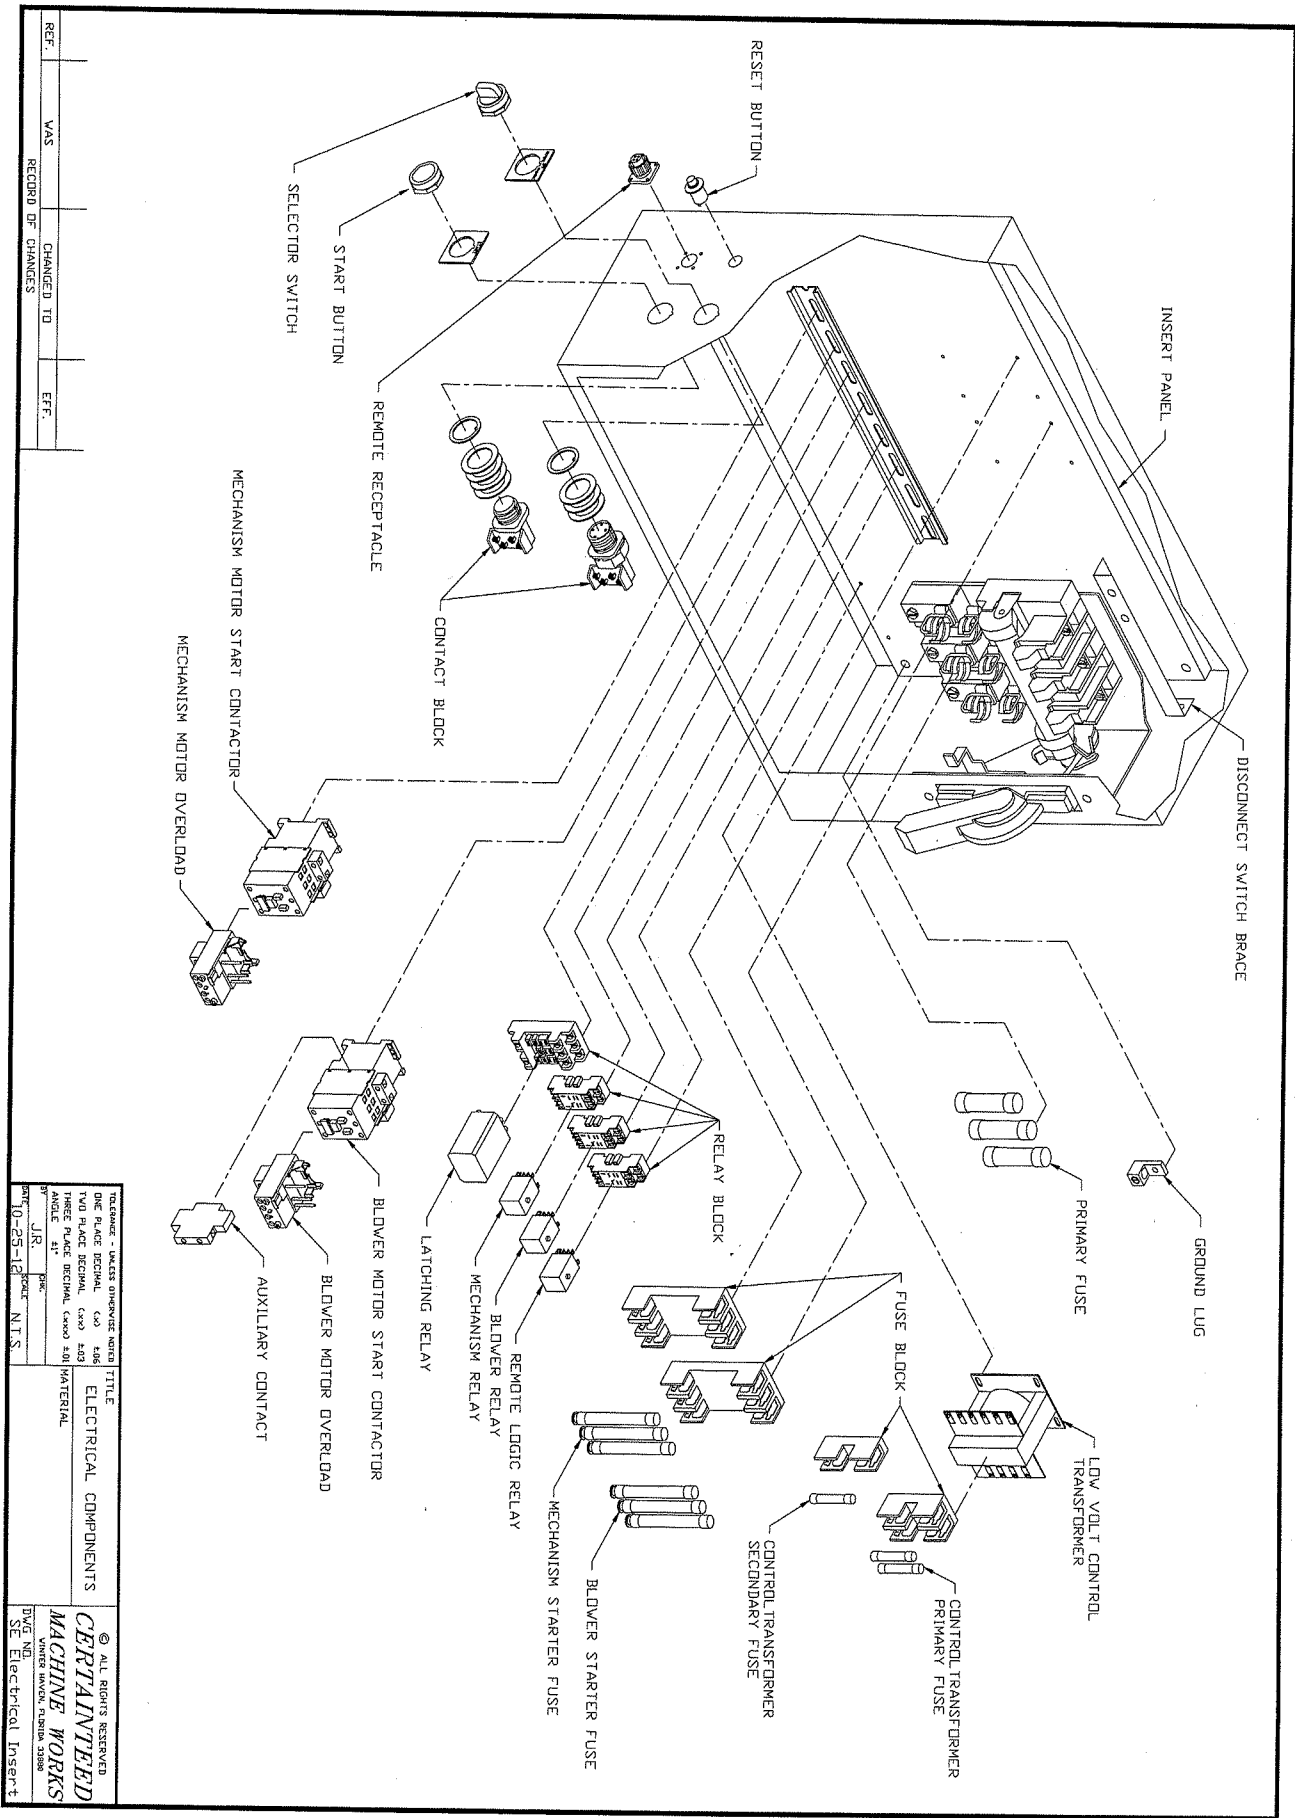 RESET BUTTON
INSERT PANEL
DISCONNECT SWITCH BRACE
GROUND LUG
PRIMARY FUSE
LOW VOLT CONTROL
TRANSFORMER
CONTROL TRANSFORMER
PRIMARY FUSE
CONTROL TRANSFORMER
SECONDARY FUSE
FUSE BLOCK
RELAY BLOCK
BLOWER STARTER FUSE
MECHANISM STARTER FUSE
REMOTE LOGIC RELAY
BLOWER RELAY
MECHANISM RELAY
LATCHING RELAY
BLOWER MOTOR START CONTACTOR
BLOWER MOTOR OVERLOAD
AUXILIARY CONTACT
CONTACT BLOCK
REMOTE RECEPTACLE
START BUTTON
SELECTOR SWITCH
MECHANISM MOTOR START CONTACTOR
MECHANISM MOTOR OVERLOAD
REF. WAS CHANGED TO EFF.
RECORD OF CHANGES
TOLERANCE - UNLESS OTHERWISE NOTED
ONE PLACE DECIMAL (.x) ±.06
TWO PLACE DECIMAL (.xx) ±.03
THREE PLACE DECIMAL (.xxx) ±.01
ANGLE ±1°
BY J.R. CHK.
DATE 10-25-12 SCALE N.T.S.
TITLE
ELECTRICAL COMPONENTS
MATERIAL
© ALL RIGHTS RESERVED
CERTAINTEED
MACHINE WORKS
WINTER HAVEN, FLORIDA 33880
DWG NO.
SE Electrical Insert